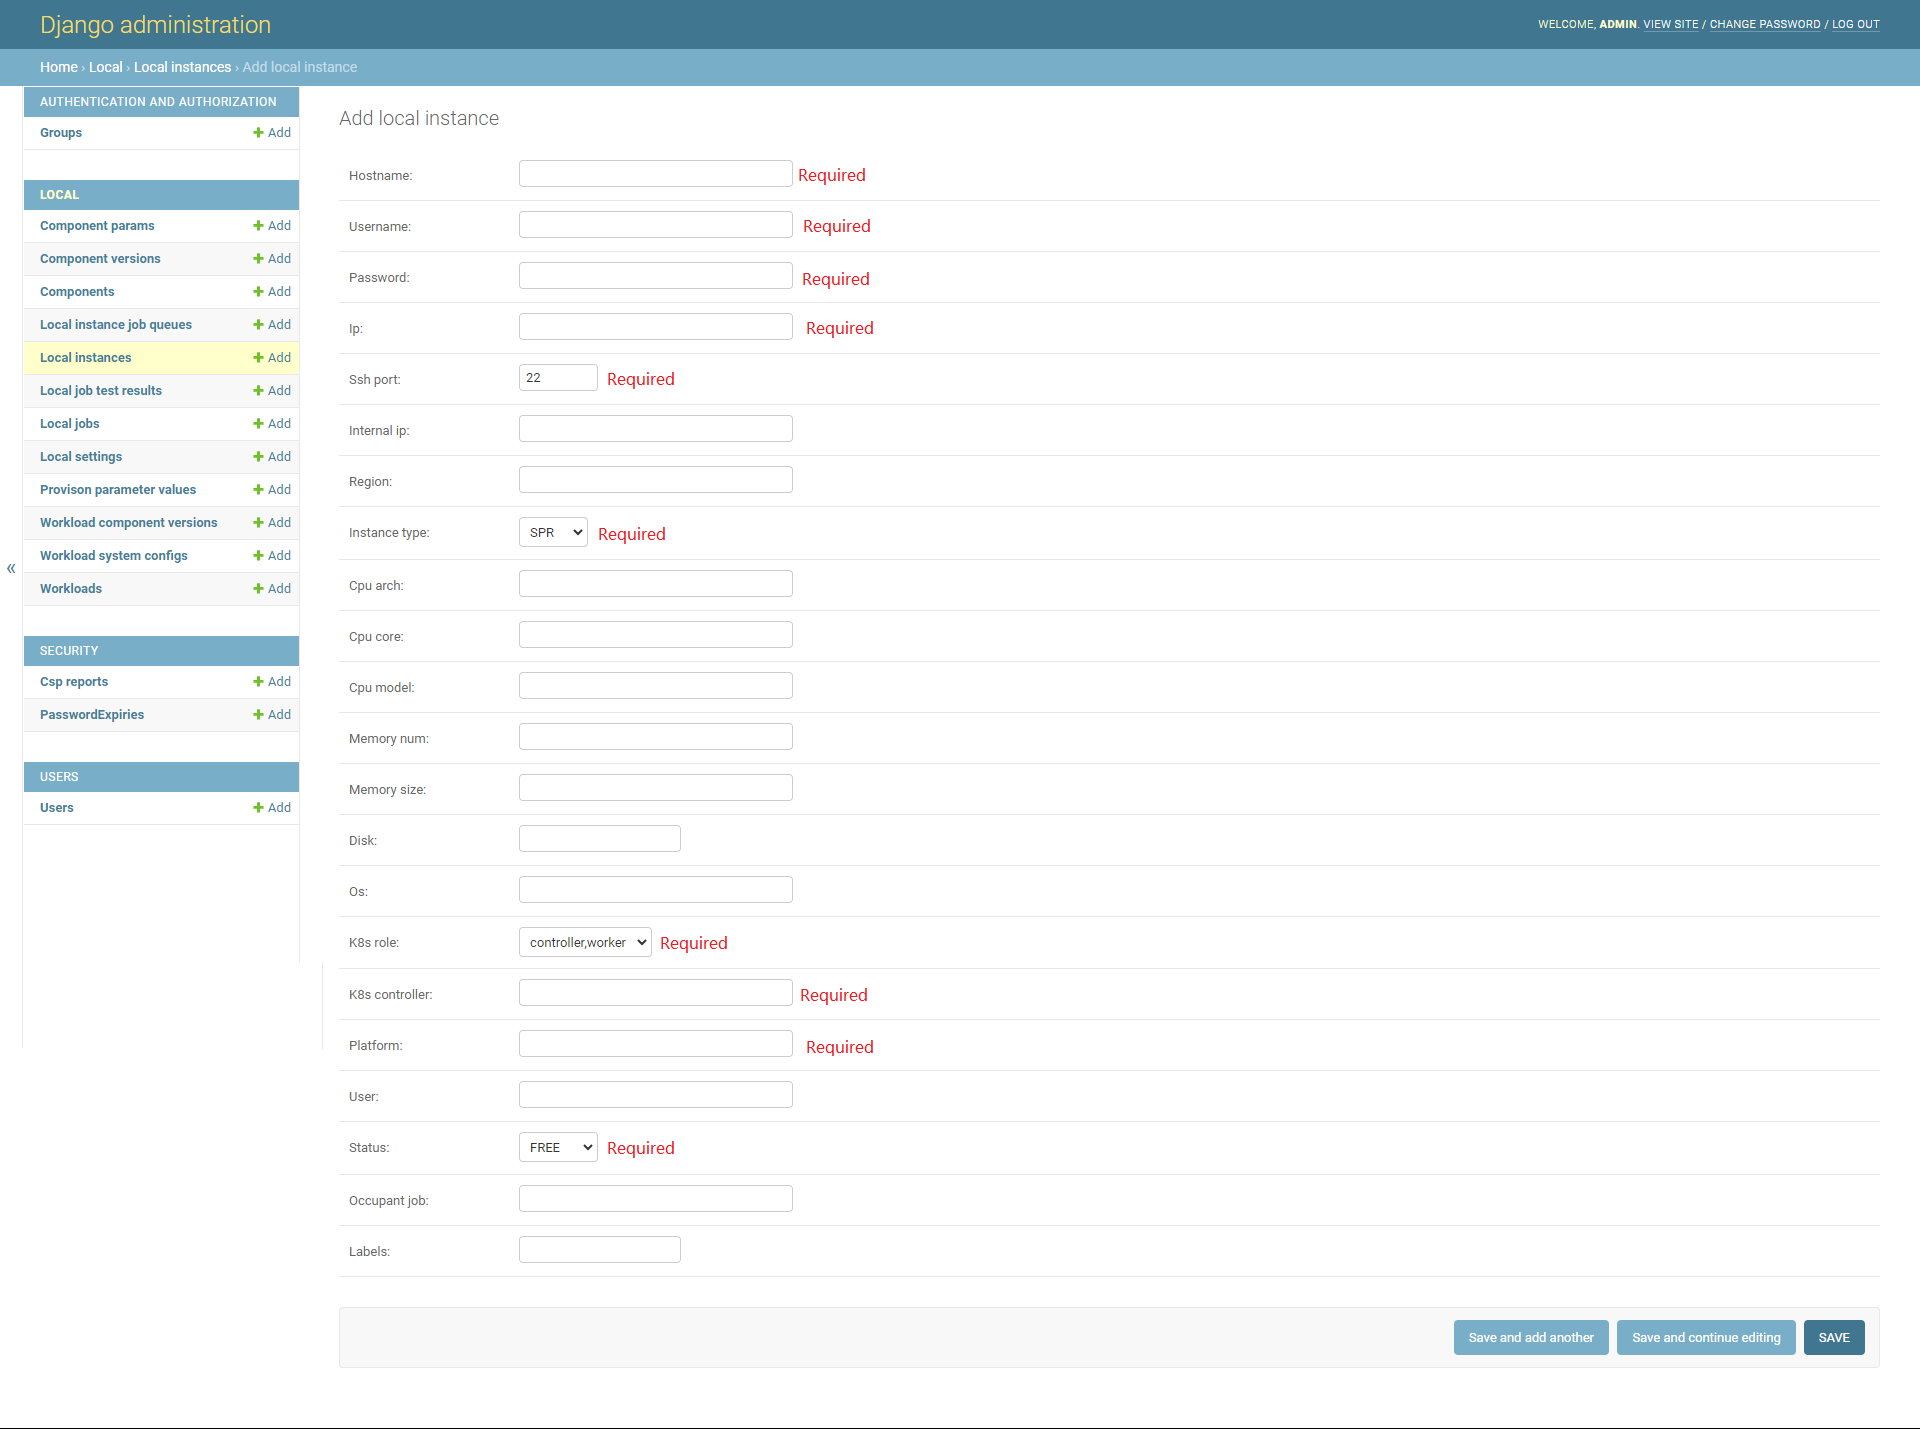 Django administration
WELCOME, ADMIN. VIEW SITE / CHANGE PASSWORD / LOG OUT
Home › Local › Local instances › Add local instance
AUTHENTICATION AND AUTHORIZATION
Groups Add
LOCAL
Component params Add
Component versions Add
Components Add
Local instance job queues Add
Local instances Add
Local job test results Add
Local jobs Add
Local settings Add
Provison parameter values Add
Workload component versions Add
Workload system configs Add
Workloads Add
«
SECURITY
Csp reports Add
PasswordExpiries Add
USERS
Users Add
Add local instance
Hostname: Required
Username: Required
Password: Required
Ip: Required
Ssh port: 22 Required
Internal ip:
Region:
Instance type: SPR Required
Cpu arch:
Cpu core:
Cpu model:
Memory num:
Memory size:
Disk:
Os:
K8s role: controller,worker Required
K8s controller: Required
Platform: Required
User:
Status: FREE Required
Occupant job:
Labels:
Save and add another Save and continue editing SAVE